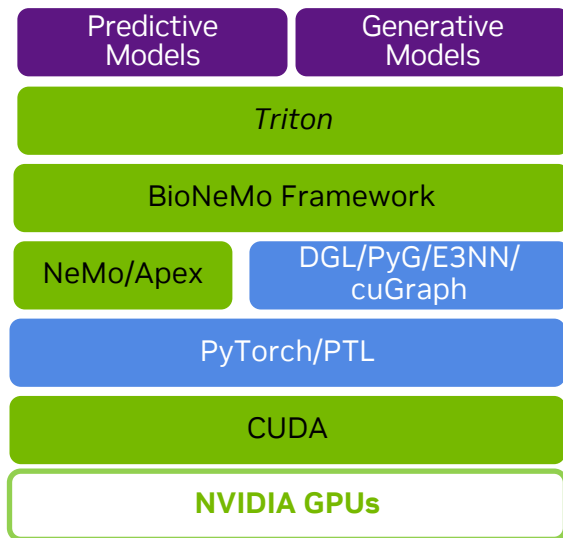 Predictive
Models
Generative
Models
Triton
BioNeMo Framework
NeMo/Apex
DGL/PyG/E3NN/
cuGraph
PyTorch/PTL
CUDA
NVIDIA GPUs